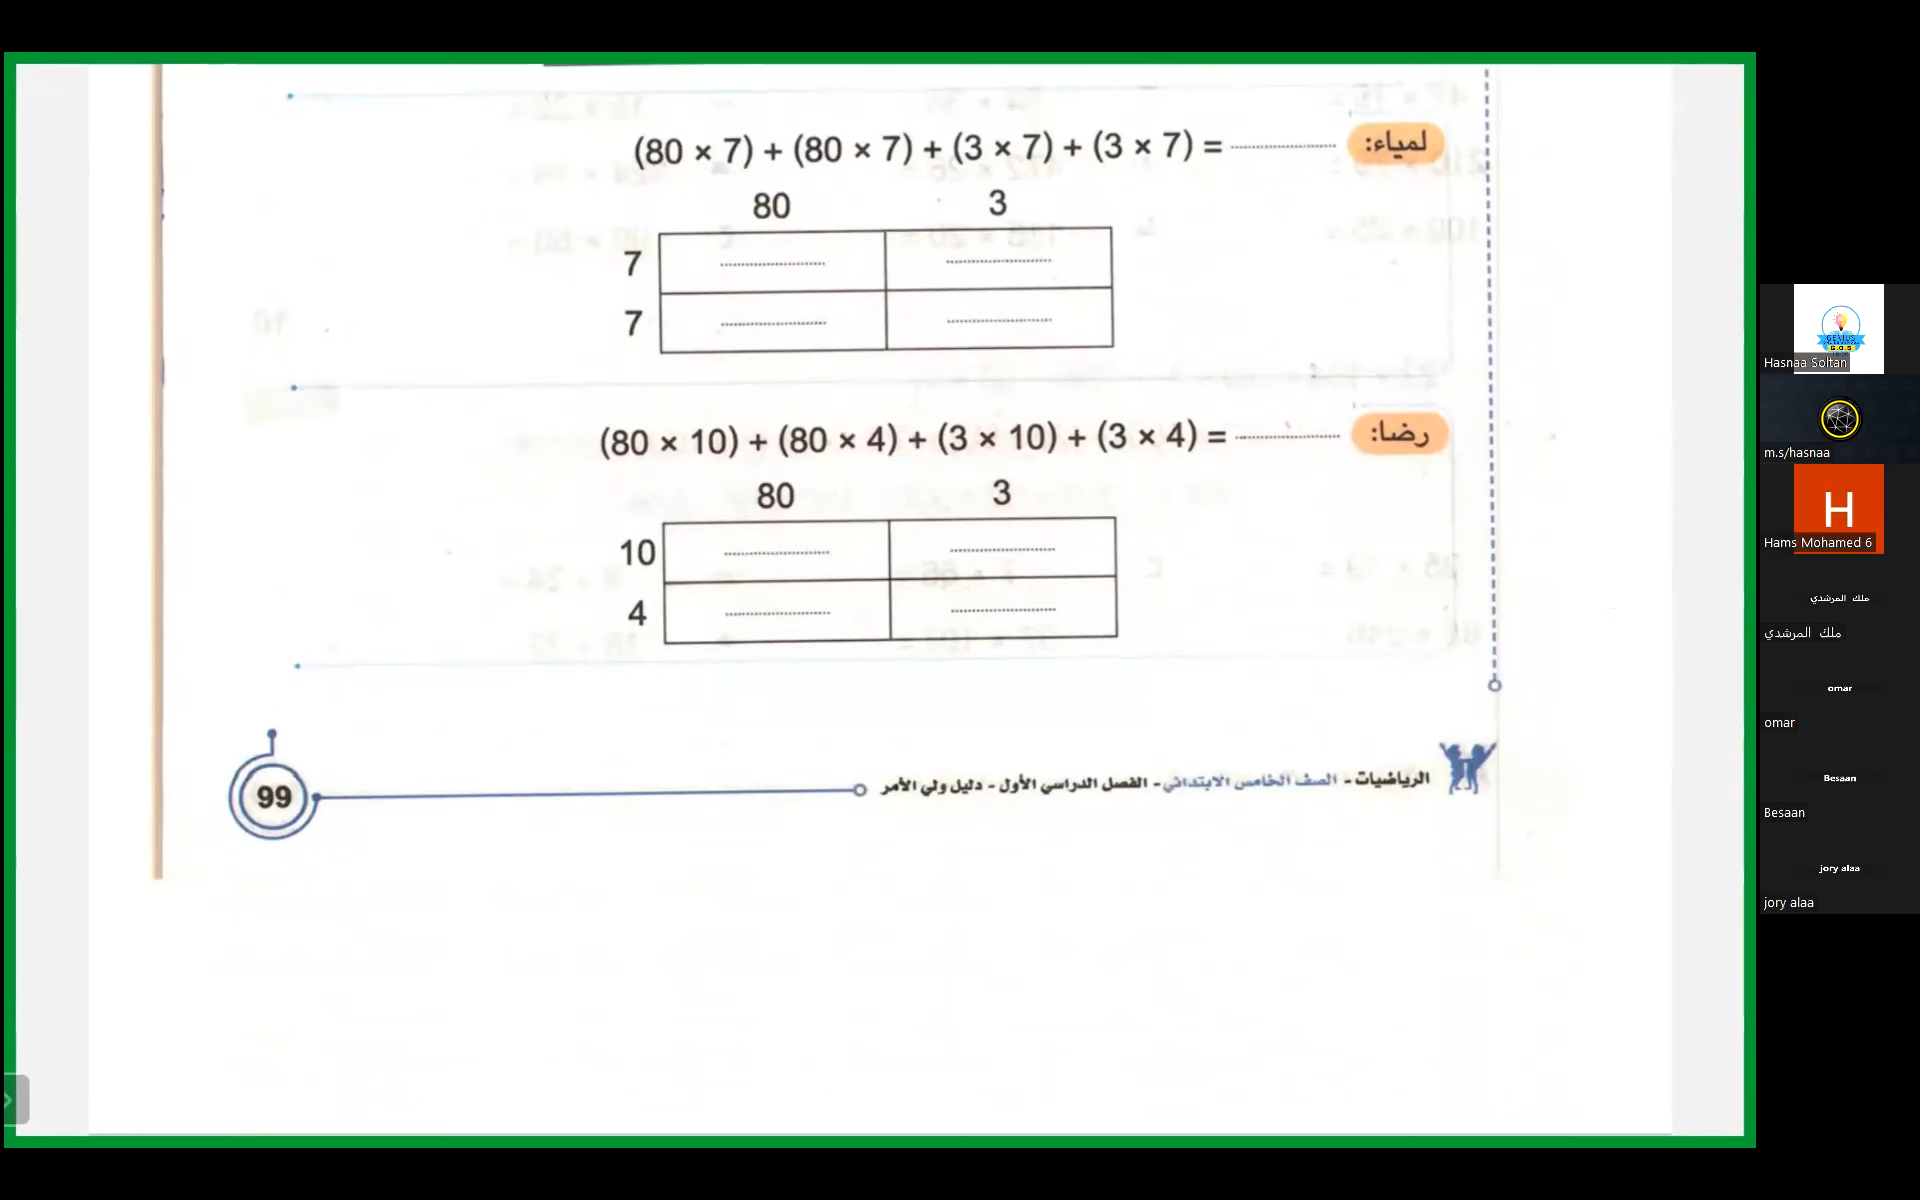 لمياء: (80 × 7) + (80 × 7) + (3 × 7) + (3 × 7) = ....................
80 3
7 .................... ....................
7 .................... ....................
رضا: (80 × 10) + (80 × 4) + (3 × 10) + (3 × 4) = ....................
80 3
10 .................... ....................
4 .................... ....................
الرياضيات - الصف الخامس الابتدائي - الفصل الدراسي الأول - دليل ولي الأمر
99
GENIUS
G.O.S
Hasnaa Soltan
m.s/hasnaa
H
Hams Mohamed 6
ملك المرشدي
ملك المرشدي
omar
omar
Besaan
Besaan
jory alaa
jory alaa